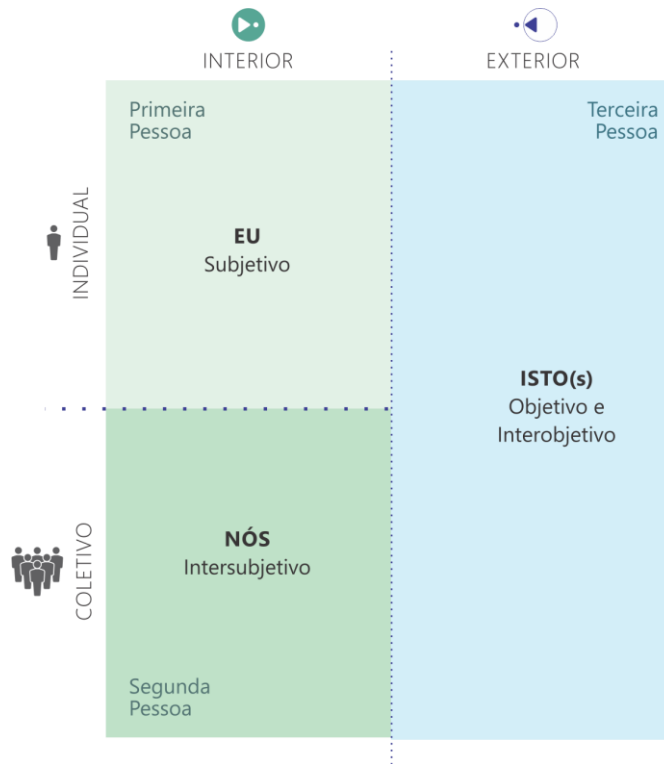 INTERIOR
EXTERIOR
Primeira
Pessoa
Terceira
Pessoa
INDIVIDUAL
EU
Subjetivo
ISTO(s)
Objetivo e
Interobjetivo
COLETIVO
NÓS
Intersubjetivo
Segunda
Pessoa